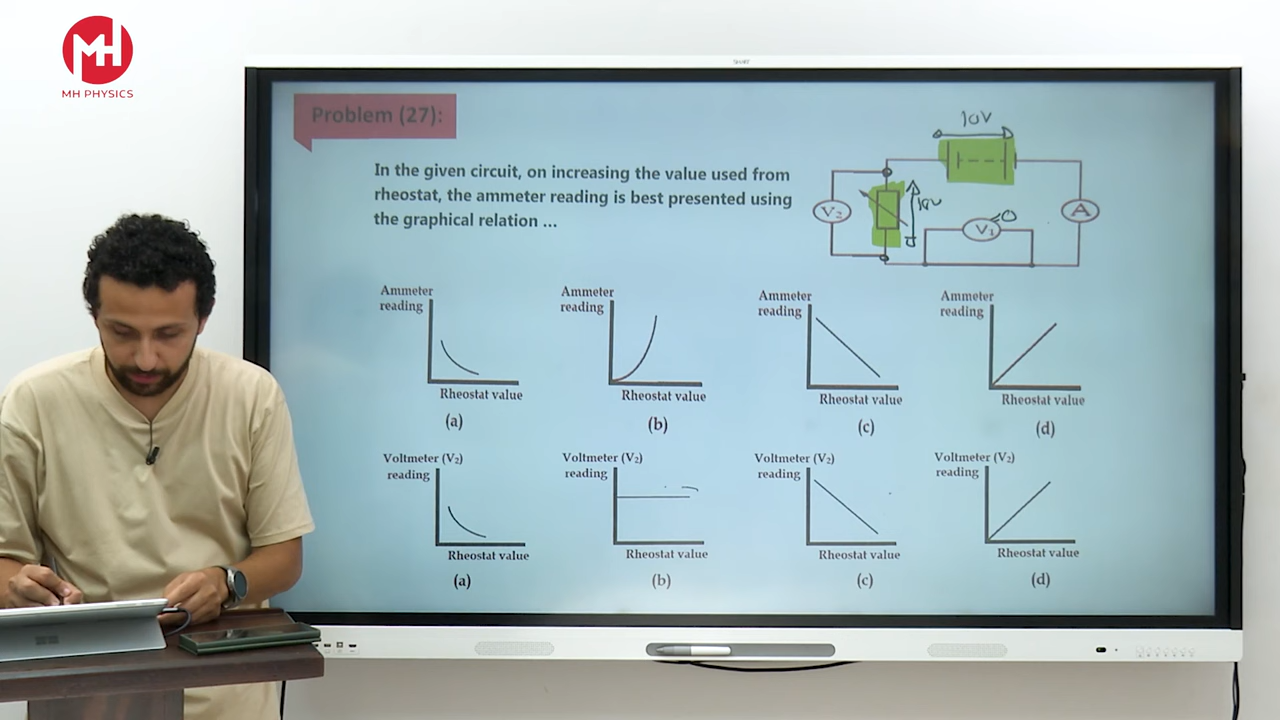 MH
MH PHYSICS
SMART
Problem (27):
In the given circuit, on increasing the value used from
rheostat, the ammeter reading is best presented using
the graphical relation ...
10V
V₂
10V
V₁
0
A
Ammeter
reading
Rheostat value
(a)
Ammeter
reading
Rheostat value
(b)
Ammeter
reading
Rheostat value
(c)
Ammeter
reading
Rheostat value
(d)
Voltmeter (V₂)
reading
Rheostat value
(a)
Voltmeter (V₂)
reading
Rheostat value
(b)
Voltmeter (V₂)
reading
Rheostat value
(c)
Voltmeter (V₂)
reading
Rheostat value
(d)